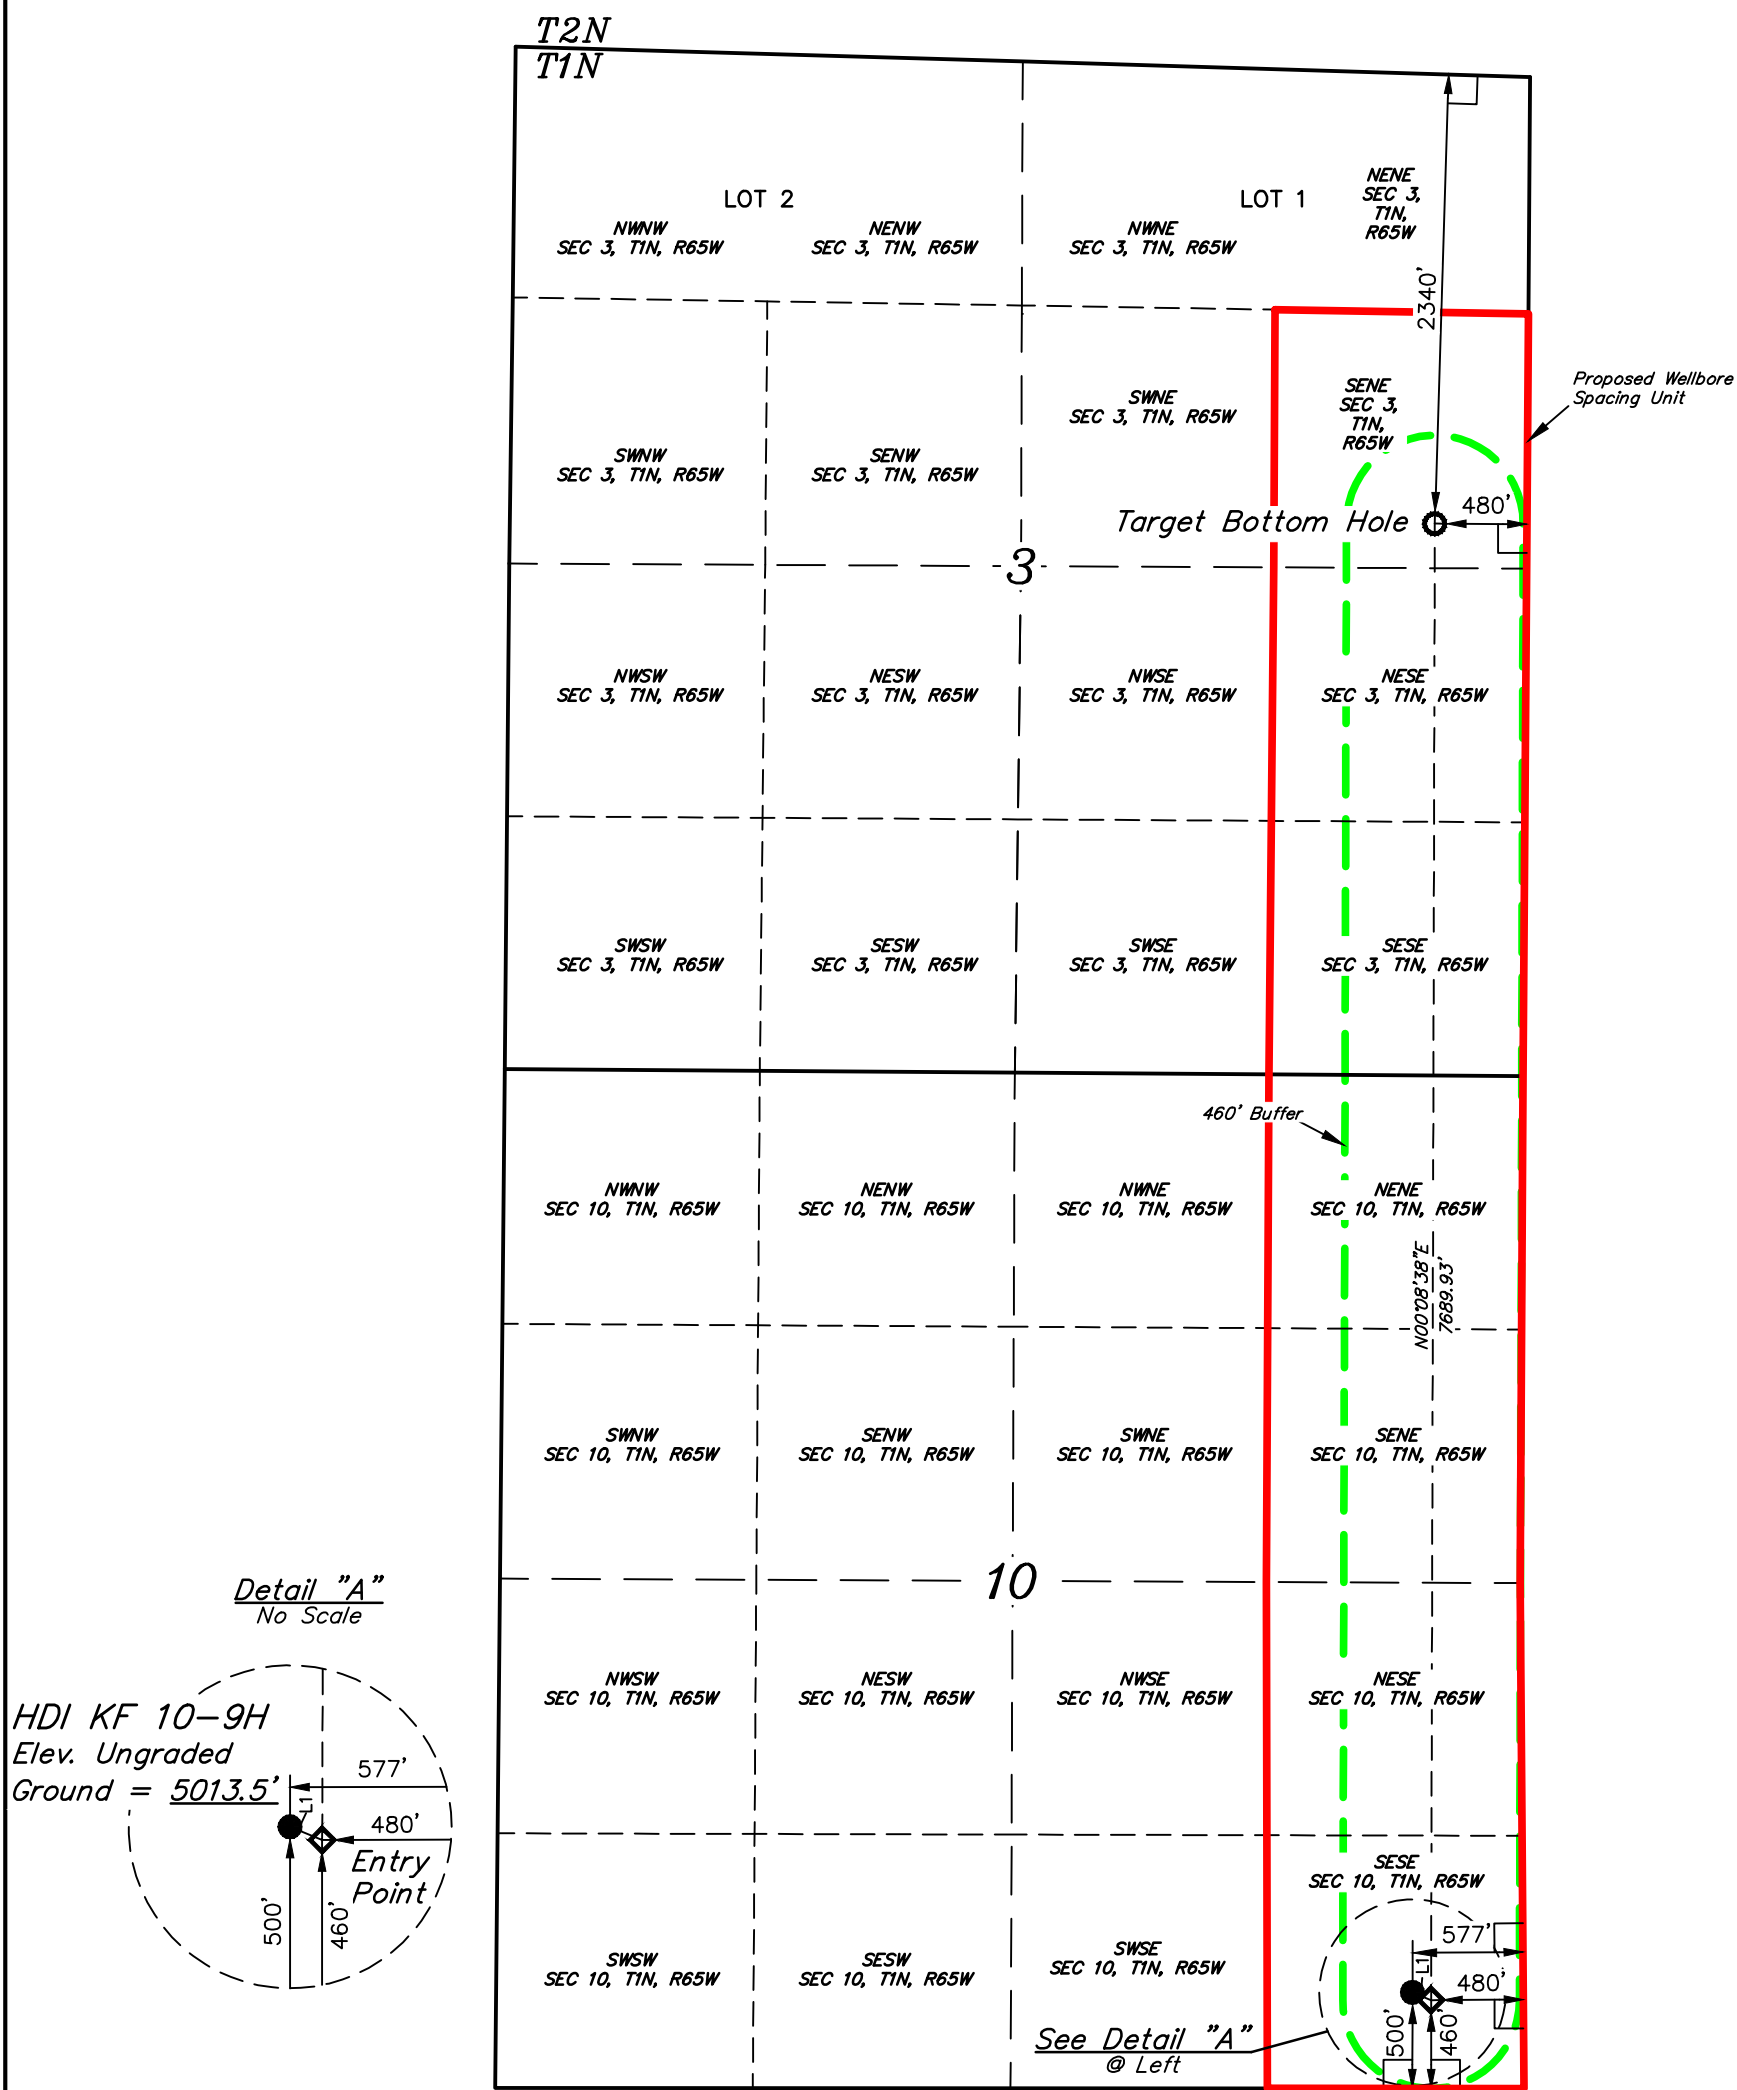 T2N
T1N
LOT 2
LOT 1
NENE
SEC 3,
T1N,
R65W
NWNW
SEC 3, T1N, R65W
NENW
SEC 3, T1N, R65W
NWNE
SEC 3, T1N, R65W
2340'
Proposed Wellbore
Spacing Unit
SENE
SEC 3,
T1N,
R65W
SWNE
SEC 3, T1N, R65W
SWNW
SEC 3, T1N, R65W
SENW
SEC 3, T1N, R65W
480'
Target Bottom Hole
3
NWSW
SEC 3, T1N, R65W
NESW
SEC 3, T1N, R65W
NWSE
SEC 3, T1N, R65W
NESE
SEC 3, T1N, R65W
SWSW
SEC 3, T1N, R65W
SESW
SEC 3, T1N, R65W
SWSE
SEC 3, T1N, R65W
SESE
SEC 3, T1N, R65W
460' Buffer
NWNW
SEC 10, T1N, R65W
NENW
SEC 10, T1N, R65W
NWNE
SEC 10, T1N, R65W
NENE
SEC 10, T1N, R65W
N00°08'38"E
7689.93'
SWNW
SEC 10, T1N, R65W
SENW
SEC 10, T1N, R65W
SWNE
SEC 10, T1N, R65W
SENE
SEC 10, T1N, R65W
10
Detail "A"
No Scale
NWSW
SEC 10, T1N, R65W
NESW
SEC 10, T1N, R65W
NWSE
SEC 10, T1N, R65W
NESE
SEC 10, T1N, R65W
HDI KF 10-9H
Elev. Ungraded
Ground = 5013.5'
577'
L1
480'
Entry
Point
500'
460'
SESE
SEC 10, T1N, R65W
SWSW
SEC 10, T1N, R65W
SESW
SEC 10, T1N, R65W
SWSE
SEC 10, T1N, R65W
577'
L1
480'
500'
460'
See Detail "A"
@ Left